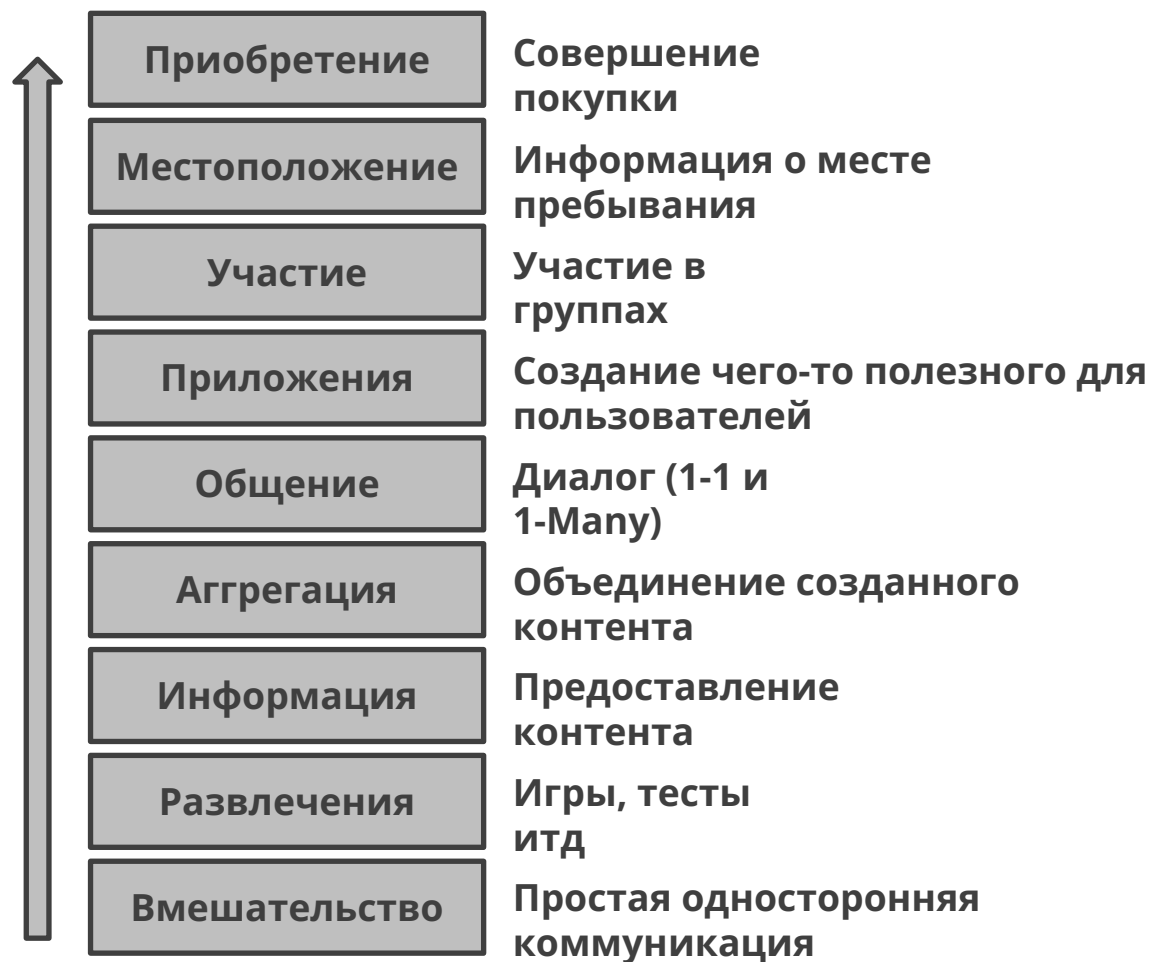 Приобретение
Совершение
покупки
Местоположение
Информация о месте
пребывания
Участие
Участие в
группах
Приложения
Создание чего-то полезного для
пользователей
Общение
Диалог (1-1 и
1-Many)
Аггрегация
Объединение созданного
контента
Информация
Предоставление
контента
Развлечения
Игры, тесты
итд
Вмешательство
Простая односторонняя
коммуникация